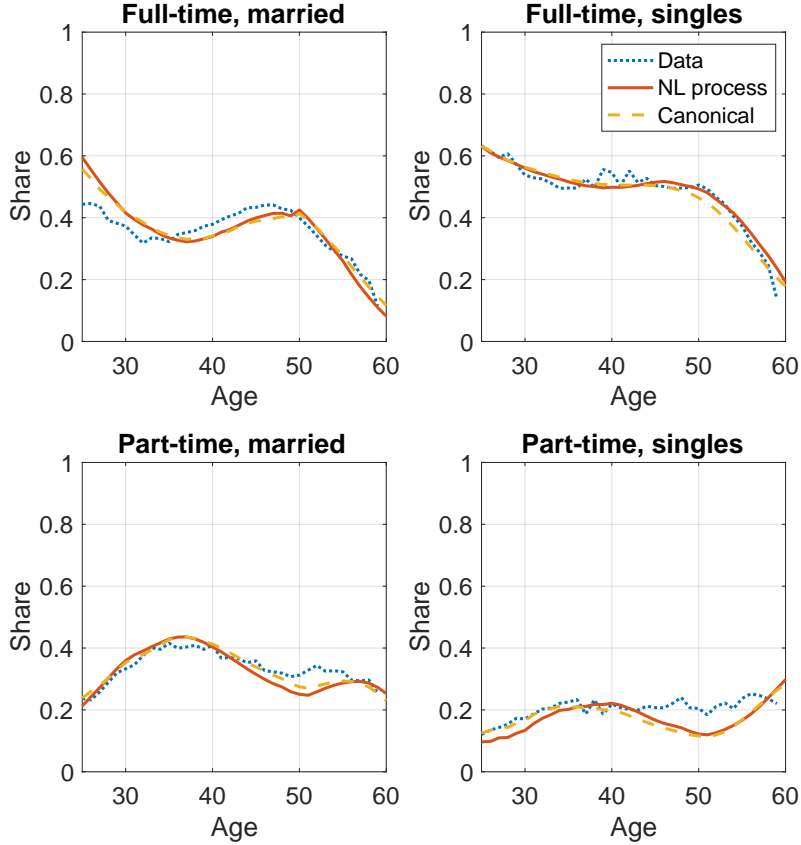 Full-time, married
1
0.8
0.6
0.4
0.2
0
Share
30
40
50
60
Age
Full-time, singles
Data
NL process
Canonical
1
0.8
0.6
0.4
0.2
0
Share
30
40
50
60
Age
Part-time, married
1
0.8
0.6
0.4
0.2
0
Share
30
40
50
60
Age
Part-time, singles
1
0.8
0.6
0.4
0.2
0
Share
30
40
50
60
Age